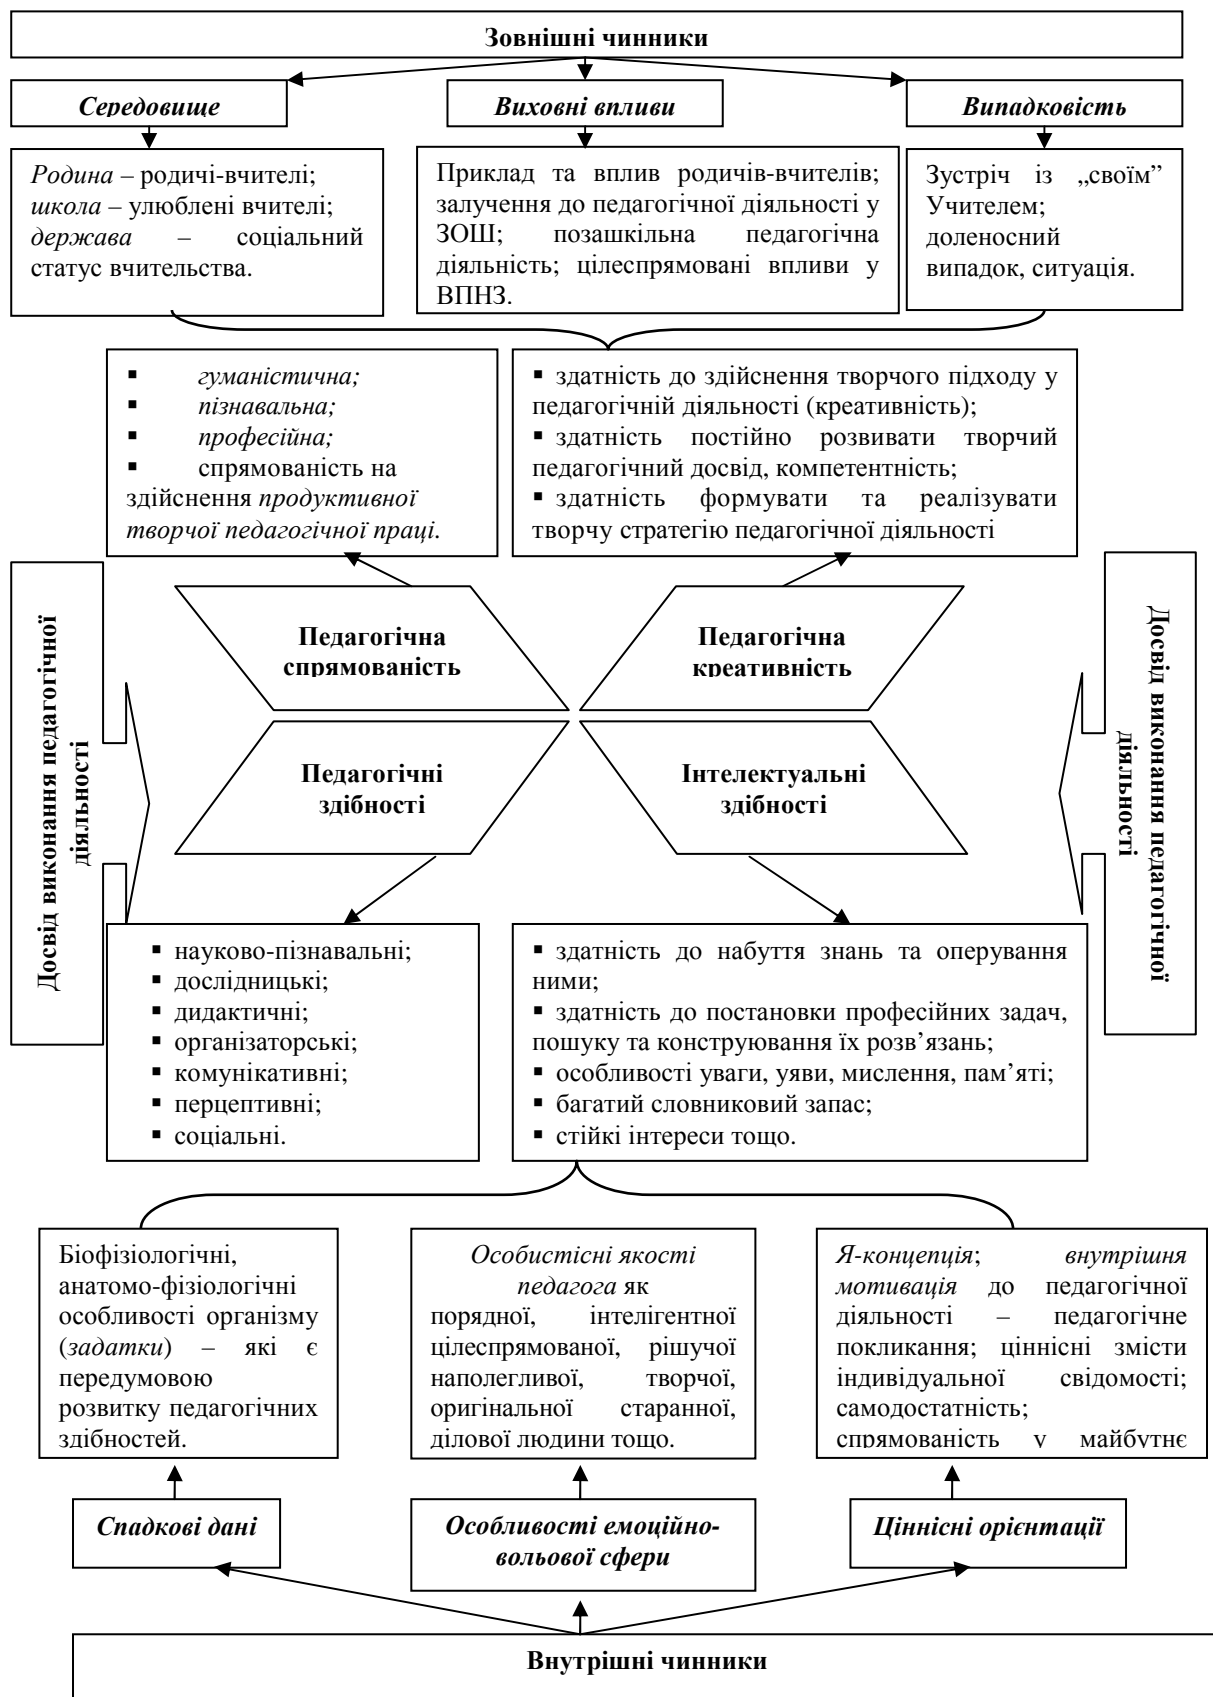 Зовнішні чинники
Середовище
Виховні впливи
Випадковість
Родина – родичі-вчителі;
школа – улюблені вчителі;
держава – соціальний
статус вчительства.
Приклад та вплив родичів-вчителів;
залучення до педагогічної діяльності у
ЗОШ; позашкільна педагогічна
діяльність; цілеспрямовані впливи у
ВПНЗ.
Зустріч із „своїм”
Учителем;
доленосний
випадок, ситуація.
▪ гуманістична;
▪ пізнавальна;
▪ професійна;
▪ спрямованість на
здійснення продуктивної
творчої педагогічної праці.
▪ здатність до здійснення творчого підходу у
педагогічній діяльності (креативність);
▪ здатність постійно розвивати творчий
педагогічний досвід, компетентність;
▪ здатність формувати та реалізувати
творчу стратегію педагогічної діяльності
Досвід виконання педагогічної
діяльності
Педагогічна
спрямованість
Педагогічна
креативність
Педагогічні
здібності
Інтелектуальні
здібності
Досвід виконання педагогічної
діяльності
▪ науково-пізнавальні;
▪ дослідницькі;
▪ дидактичні;
▪ організаторські;
▪ комунікативні;
▪ перцептивні;
▪ соціальні.
▪ здатність до набуття знань та оперування
ними;
▪ здатність до постановки професійних задач,
пошуку та конструювання їх розв’язань;
▪ особливості уваги, уяви, мислення, пам’яті;
▪ багатий словниковий запас;
▪ стійкі інтереси тощо.
Біофізіологічні,
анатомо-фізіологічні
особливості організму
(задатки) – які є
передумовою
розвитку педагогічних
здібностей.
Особистісні якості
педагога як
порядної, інтелігентної
цілеспрямованої, рішучої
наполегливої, творчої,
оригінальної старанної,
ділової людини тощо.
Я-концепція; внутрішня
мотивація до педагогічної
діяльності – педагогічне
покликання; ціннісні змісти
індивідуальної свідомості;
самодостатність;
спрямованість у майбутнє
Спадкові дані
Особливості емоційно-
вольової сфери
Ціннісні орієнтації
Внутрішні чинники